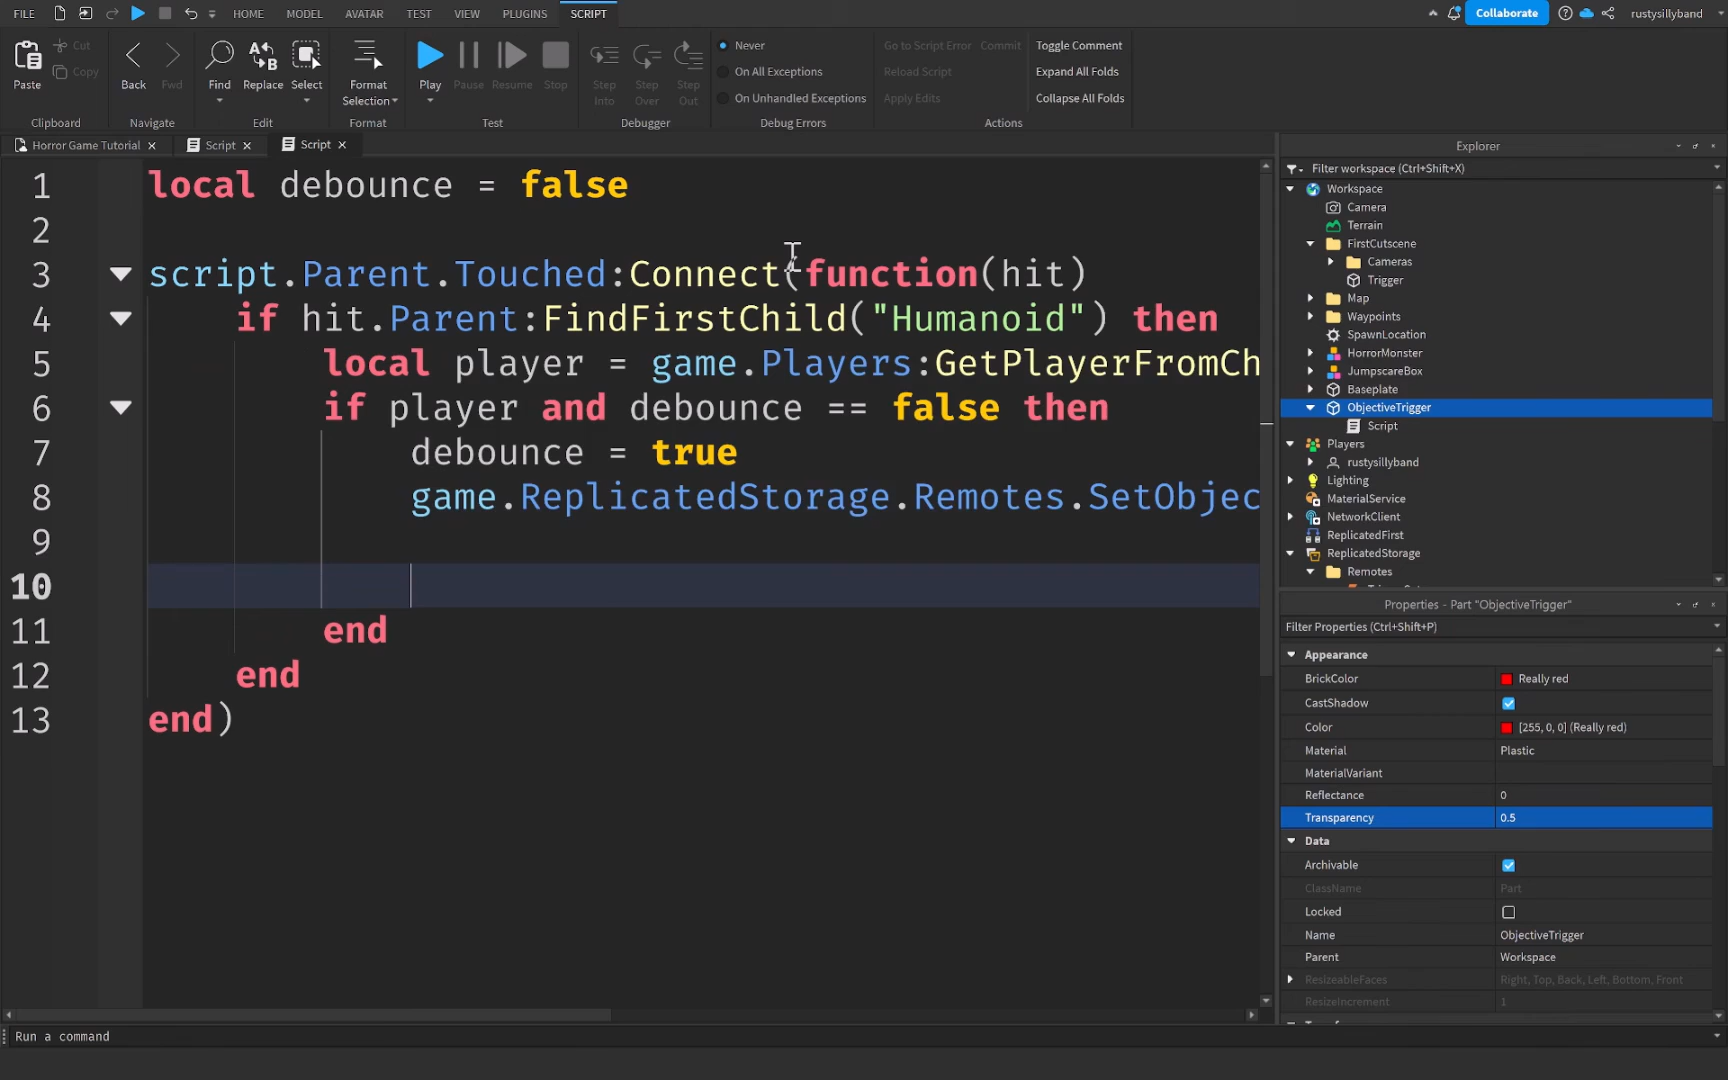 FILE HOME MODEL AVATAR TEST VIEW PLUGINS SCRIPT Collaborate rustysillyband
Paste Cut Copy Back Fwd Find Replace Select Format Selection Play Pause Resume Stop Step Into Step Over Step Out
Never
On All Exceptions
On Unhandled Exceptions
Go to Script Error Commit
Reload Script
Apply Edits
Toggle Comment
Expand All Folds
Collapse All Folds
Clipboard Navigate Edit Format Test Debugger Debug Errors Actions
Horror Game Tutorial Script Script
1 local debounce = false
2
3 script.Parent.Touched:Connect(function(hit)
4 if hit.Parent:FindFirstChild("Humanoid") then
5 local player = game.Players:GetPlayerFromCh
6 if player and debounce == false then
7 debounce = true
8 game.ReplicatedStorage.Remotes.SetObjec
9
10
11 end
12 end
13 end)
Run a command
Explorer
Filter workspace (Ctrl+Shift+X)
Workspace
Camera
Terrain
FirstCutscene
Cameras
Trigger
Map
Waypoints
SpawnLocation
HorrorMonster
JumpscareBox
Baseplate
ObjectiveTrigger
Script
Players
rustysillyband
Lighting
MaterialService
NetworkClient
ReplicatedFirst
ReplicatedStorage
Remotes
Properties - Part "ObjectiveTrigger"
Filter Properties (Ctrl+Shift+P)
Appearance
BrickColor Really red
CastShadow
Color [255, 0, 0] (Really red)
Material Plastic
MaterialVariant
Reflectance 0
Transparency 0.5
Data
Archivable
ClassName Part
Locked
Name ObjectiveTrigger
Parent Workspace
ResizeableFaces Right, Top, Back, Left, Bottom, Front
ResizeIncrement 1